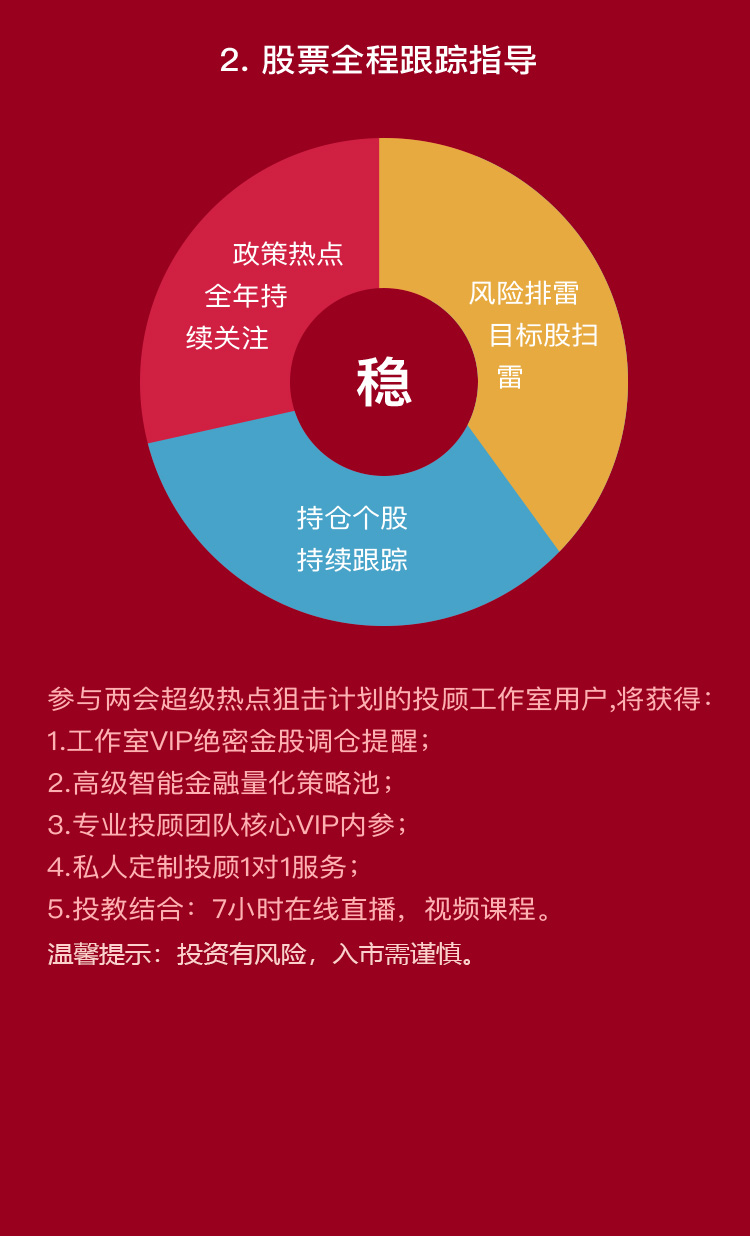 2. 股票全程跟踪指导
政策热点
全年持
续关注
风险排雷
目标股扫
雷
稳
持仓个股
持续跟踪
参与两会超级热点狙击计划的投顾工作室用户,将获得：
1.工作室VIP绝密金股调仓提醒；
2.高级智能金融量化策略池；
3.专业投顾团队核心VIP内参；
4.私人定制投顾1对1服务；
5.投教结合：7小时在线直播，视频课程。
温馨提示：投资有风险，入市需谨慎。